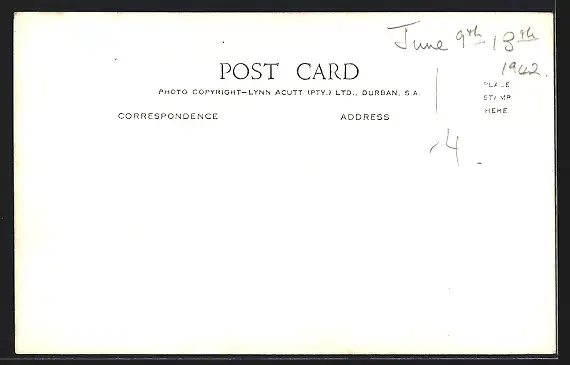 June 9th 13th
1942.
POST CARD
PHOTO COPYRIGHT—LYNN ACUTT (PTY.) LTD., DURBAN, S.A.
PLACE
STAMP
HERE
CORRESPONDENCE
ADDRESS
4